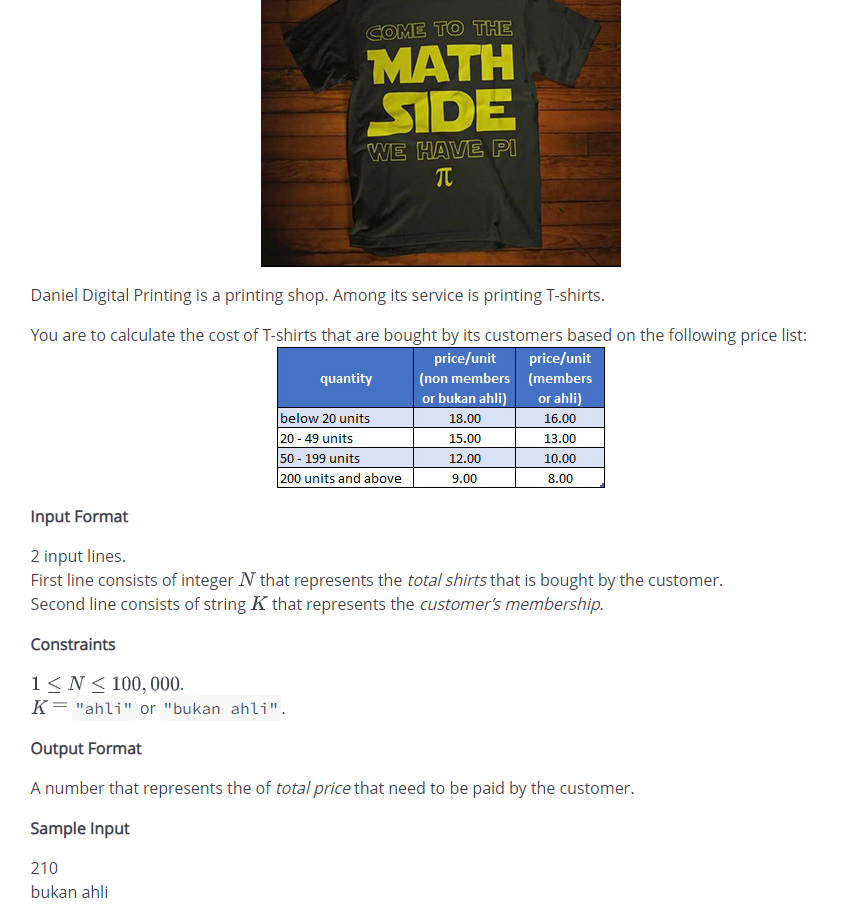 COME TO THE
MATH
SIDE
WE HAVE PI
π
Daniel Digital Printing is a printing shop. Among its service is printing T-shirts.
You are to calculate the cost of T-shirts that are bought by its customers based on the following price list:
quantity price/unit (non members or bukan ahli) price/unit (members or ahli)
below 20 units 18.00 16.00
20 - 49 units 15.00 13.00
50 - 199 units 12.00 10.00
200 units and above 9.00 8.00
Input Format
2 input lines.
First line consists of integer N that represents the total shirts that is bought by the customer.
Second line consists of string K that represents the customer's membership.
Constraints
1 ≤ N ≤ 100, 000.
K = "ahli" or "bukan ahli".
Output Format
A number that represents the of total price that need to be paid by the customer.
Sample Input
210
bukan ahli